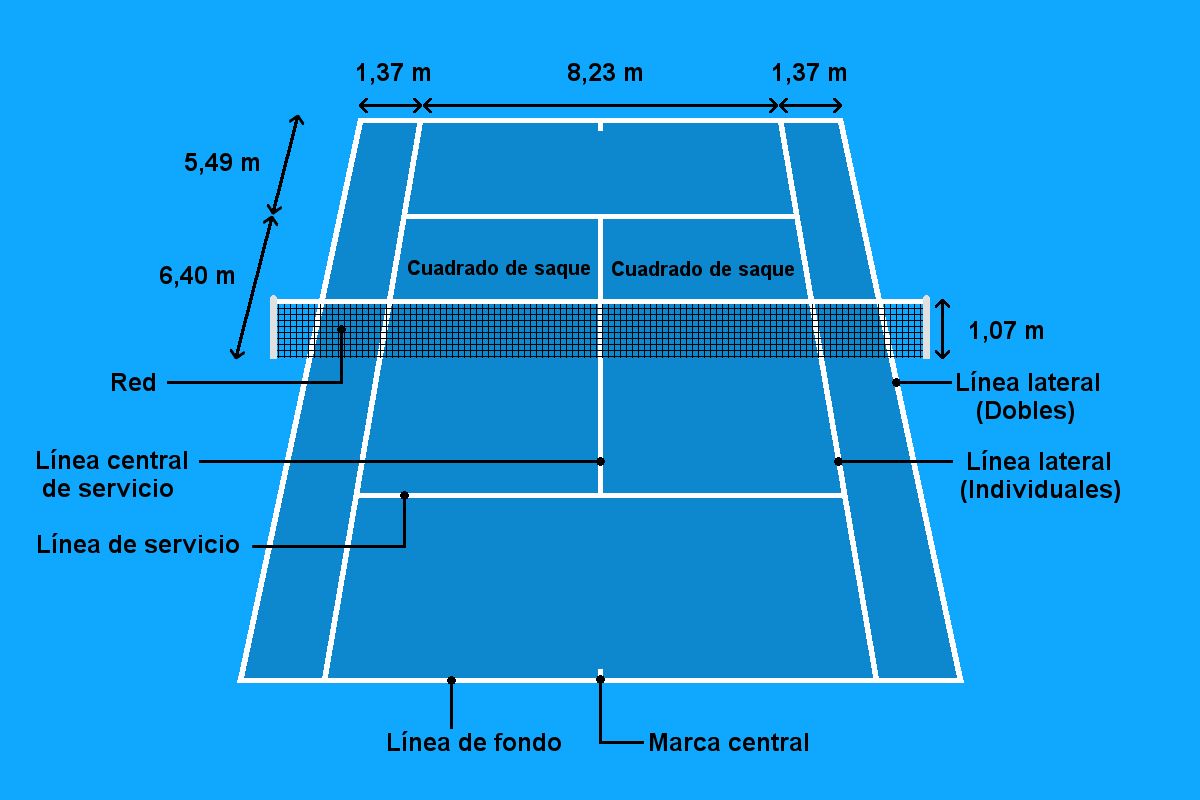 1,37 m
8,23 m
1,37 m
5,49 m
6,40 m
Cuadrado de saque
Cuadrado de saque
1,07 m
Red
Línea lateral
(Dobles)
Línea central
de servicio
Línea lateral
(Individuales)
Línea de servicio
Línea de fondo
Marca central